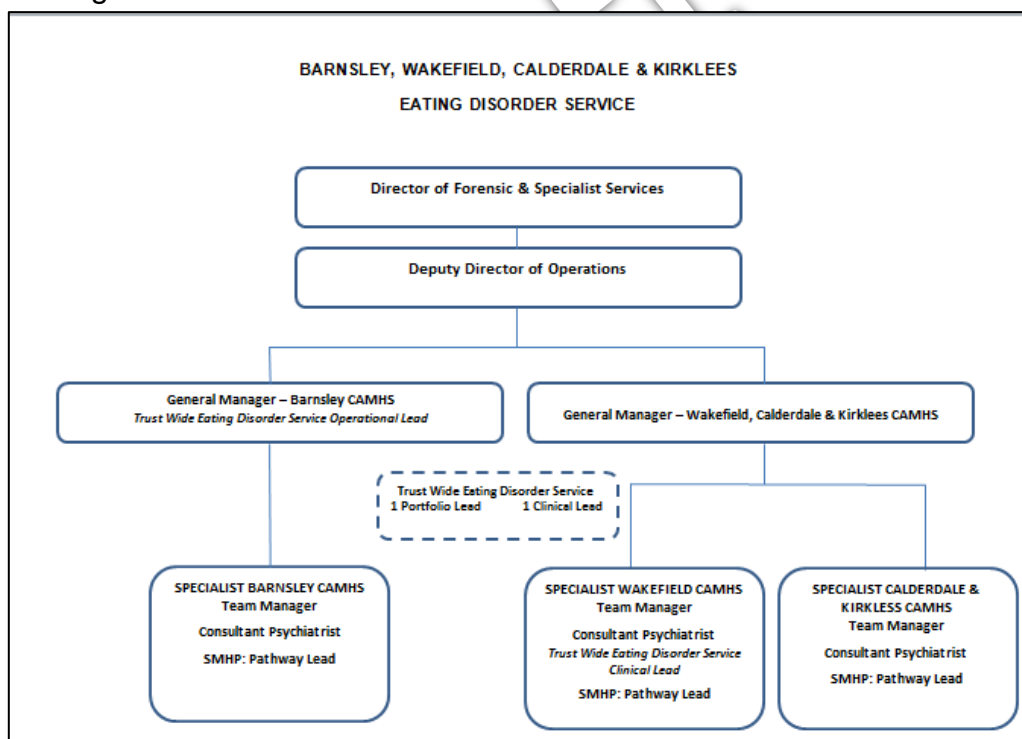 BARNSLEY, WAKEFIELD, CALDERDALE & KIRKLEES
EATING DISORDER SERVICE
Director of Forensic & Specialist Services
Deputy Director of Operations
General Manager – Barnsley CAMHS
Trust Wide Eating Disorder Service Operational Lead
General Manager – Wakefield, Calderdale & Kirklees CAMHS
Trust Wide Eating Disorder Service
1 Portfolio Lead 1 Clinical Lead
SPECIALIST BARNSLEY CAMHS
Team Manager
Consultant Psychiatrist
SMHP: Pathway Lead
SPECIALIST WAKEFIELD CAMHS
Team Manager
Consultant Psychiatrist
Trust Wide Eating Disorder Service
Clinical Lead
SMHP: Pathway Lead
SPECIALIST CALDERDALE &
KIRKLESS CAMHS
Team Manager
Consultant Psychiatrist
SMHP: Pathway Lead